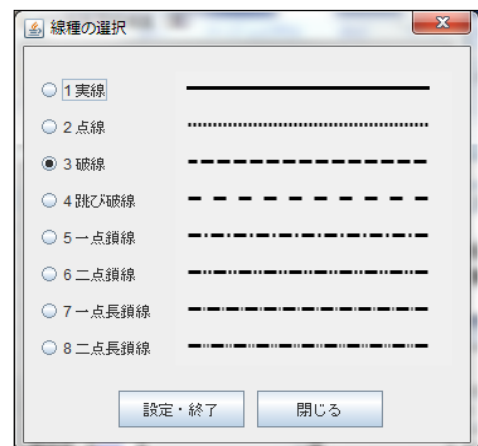 線種の選択
1 実線
2 点線
3 破線
4 跳び破線
5 一点鎖線
6 二点鎖線
7 一点長鎖線
8 二点長鎖線
設定・終了 閉じる